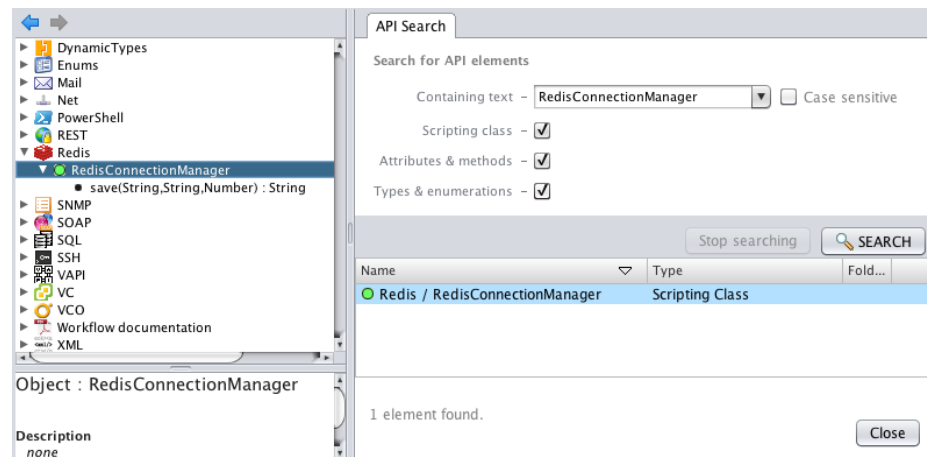 DynamicTypes
Enums
Mail
Net
PowerShell
REST
Redis
RedisConnectionManager
save(String,String,Number) : String
SNMP
SOAP
SQL
SSH
VAPI
VC
VCO
Workflow documentation
XML
Object : RedisConnectionManager
Description
none
API Search
Search for API elements
Containing text – RedisConnectionManager Case sensitive
Scripting class –
Attributes & methods –
Types & enumerations –
Stop searching SEARCH
Name Type Fold...
Redis / RedisConnectionManager Scripting Class
1 element found.
Close